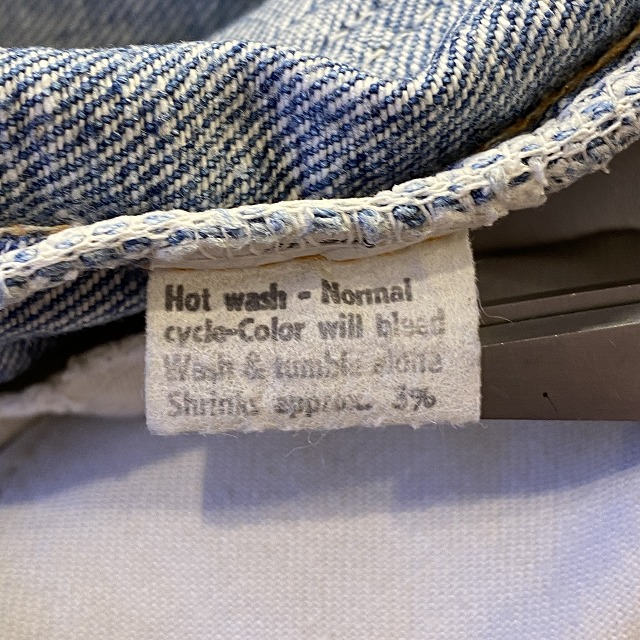 Hot wash - Normal
cycle-Color will bleed
Wash & tumble alone
Shrinks approx. 3%